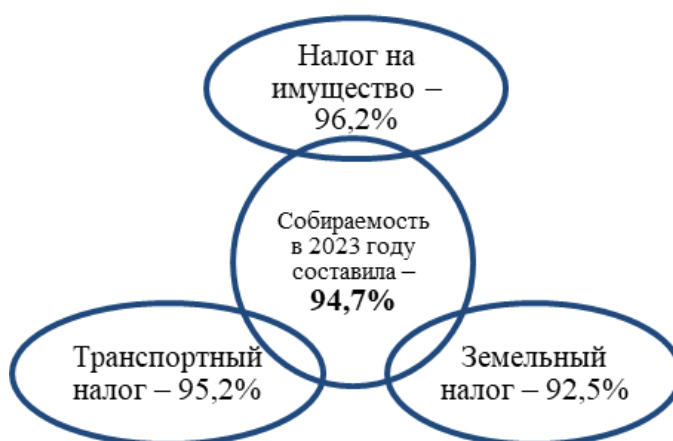 Налог на
имущество –
96,2%
Собираемость
в 2023 году
составила –
94,7%
Транспортный
налог – 95,2%
Земельный
налог – 92,5%